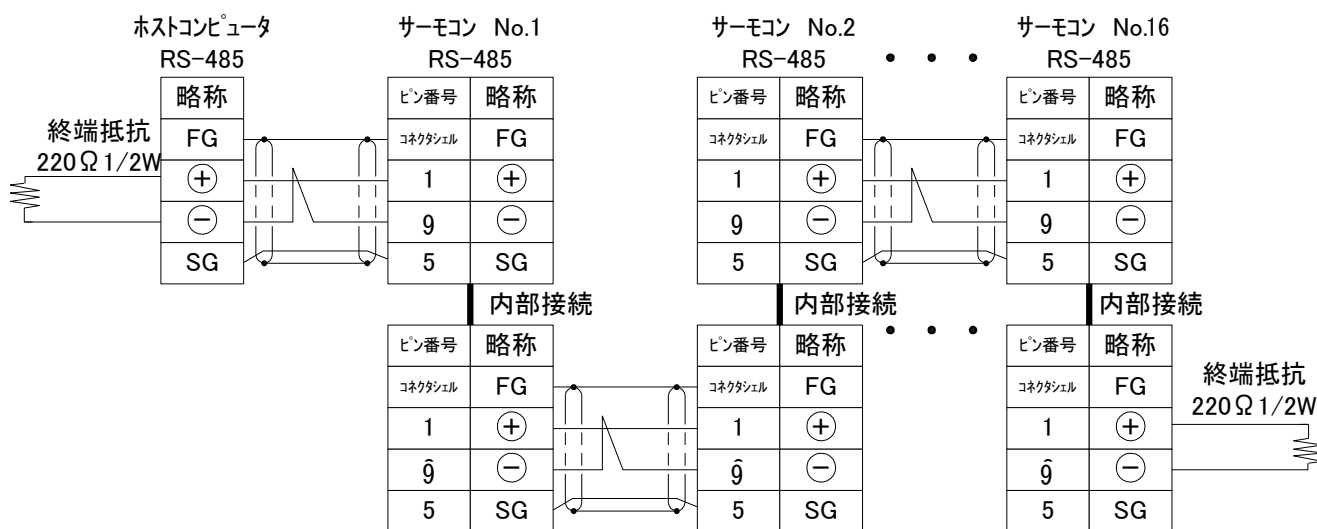 ホストコンピュータ
RS-485
サーモコン No.1
RS-485
サーモコン No.2
RS-485
• • •
サーモコン No.16
RS-485
終端抵抗
220Ω1/2W
略称
FG
+
−
SG
ピン番号 略称
コネクタシェル FG
1 +
9 −
5 SG
ピン番号 略称
コネクタシェル FG
1 +
9 −
5 SG
ピン番号 略称
コネクタシェル FG
1 +
9 −
5 SG
内部接続
内部接続
• • •
内部接続
ピン番号 略称
コネクタシェル FG
1 +
9 −
5 SG
ピン番号 略称
コネクタシェル FG
1 +
9 −
5 SG
ピン番号 略称
コネクタシェル FG
1 +
9 −
5 SG
終端抵抗
220Ω1/2W